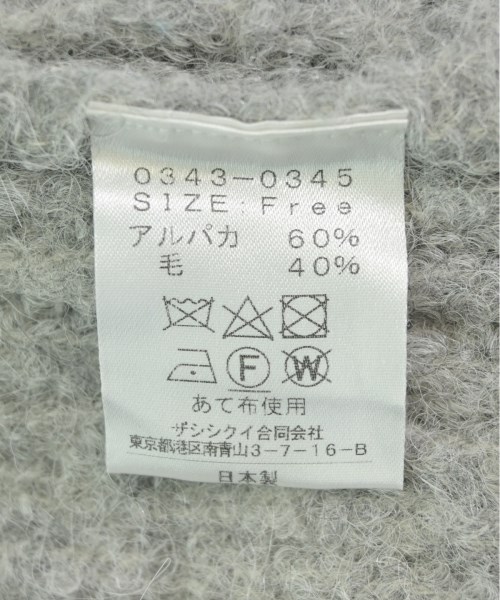 0343-0345
SIZE:Free
アルパカ 60%
毛 40%
F W
あて布使用
ザシシクイ合同会社
東京都港区南青山3-7-16-B
日本製